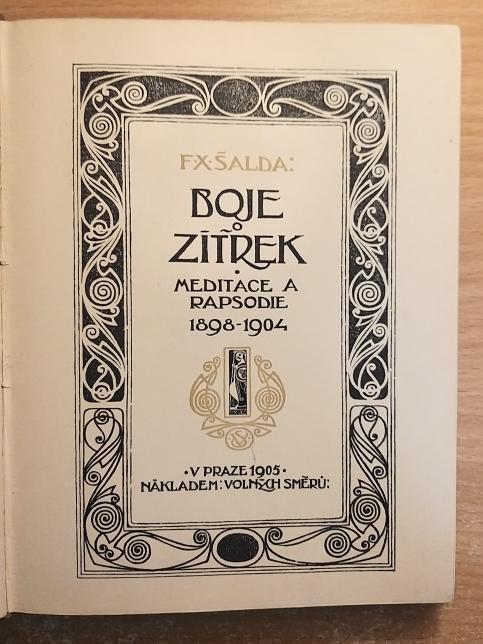 F·X·ŠALDA:
BOJE
O
ZÍTŘEK
·
MEDITACE A
RAPSODIE
1898-1904
·V PRAZE 1905·
NÁKLADEM: VOLNÝCH SMĚRŮ: